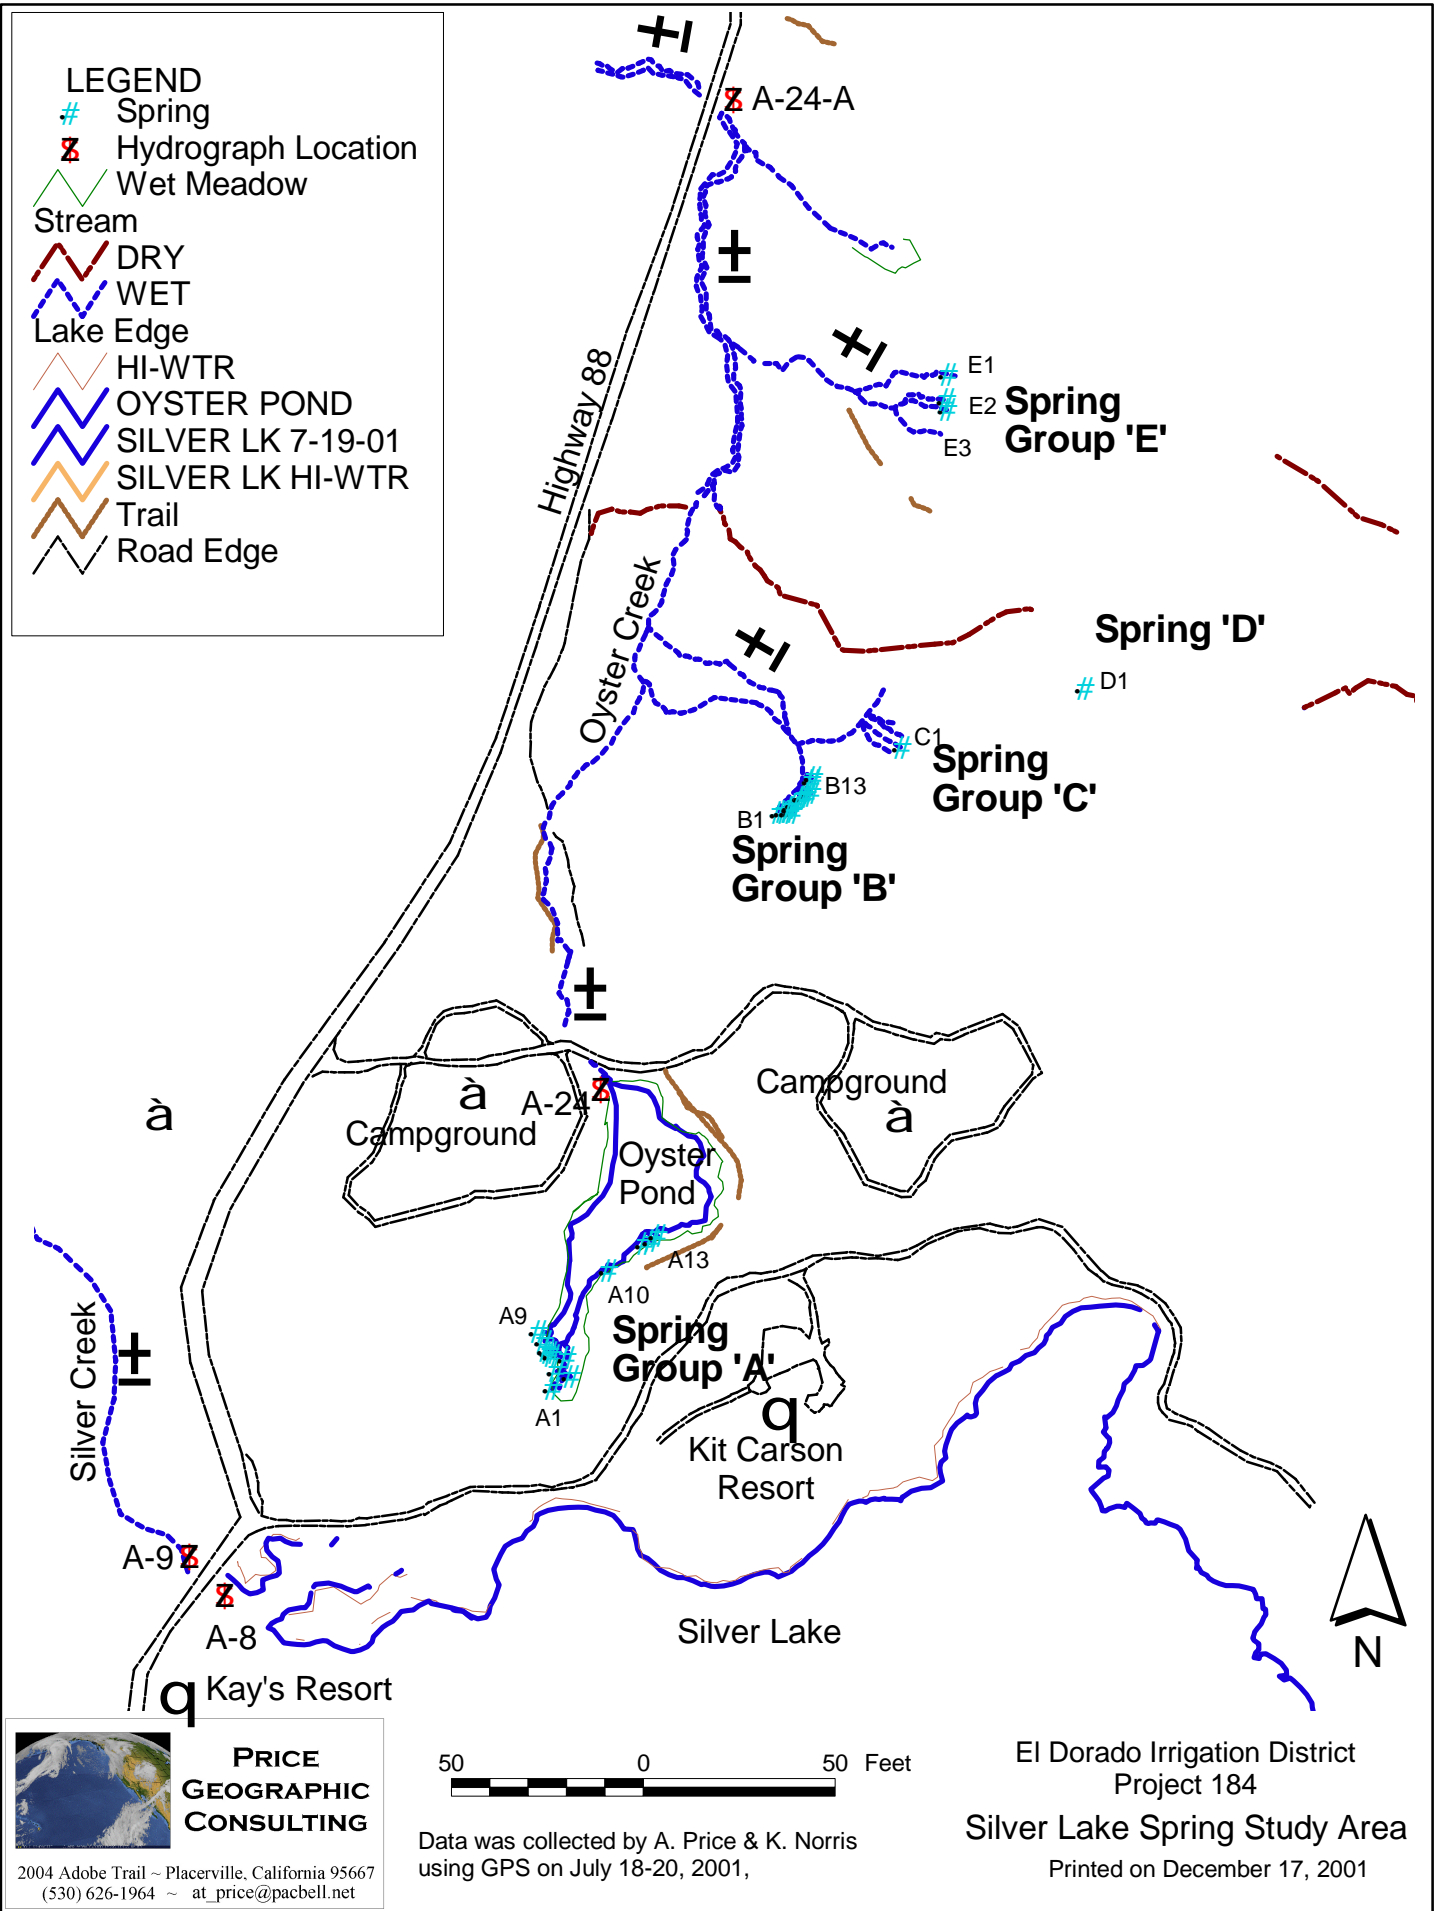 LEGEND
Spring
Hydrograph Location
Wet Meadow
Stream
DRY
WET
Lake Edge
HI-WTR
OYSTER POND
SILVER LK 7-19-01
SILVER LK HI-WTR
Trail
Road Edge
A-24-A
Highway 88
E1
E2
E3
Spring
Group 'E'
Oyster Creek
Spring 'D'
D1
C1
Spring
Group 'C'
B13
B1
Spring
Group 'B'
à
à
Campground
A-24
Campground
à
Oyster
Pond
A13
A10
A9
Spring
Group 'A'
A1
Silver Creek
q
Kit Carson
Resort
A-9
A-8
Silver Lake
N
q Kay's Resort
PRICE
GEOGRAPHIC
CONSULTING
2004 Adobe Trail ~ Placerville, California 95667
(530) 626-1964 ~ at_price@pacbell.net
50 0 50 Feet
Data was collected by A. Price & K. Norris
using GPS on July 18-20, 2001,
El Dorado Irrigation District
Project 184
Silver Lake Spring Study Area
Printed on December 17, 2001